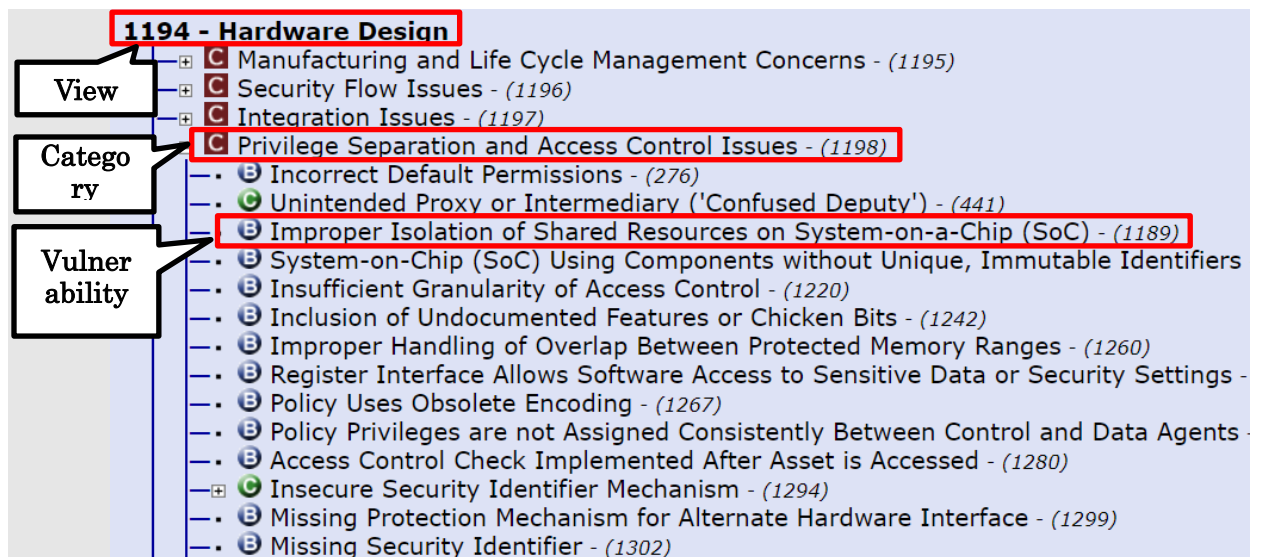 1194 - Hardware Design
C Manufacturing and Life Cycle Management Concerns - (1195)
View
C Security Flow Issues - (1196)
C Integration Issues - (1197)
Catego
ry
C Privilege Separation and Access Control Issues - (1198)
B Incorrect Default Permissions - (276)
C Unintended Proxy or Intermediary ('Confused Deputy') - (441)
Vulner
ability
B Improper Isolation of Shared Resources on System-on-a-Chip (SoC) - (1189)
B System-on-Chip (SoC) Using Components without Unique, Immutable Identifiers
B Insufficient Granularity of Access Control - (1220)
B Inclusion of Undocumented Features or Chicken Bits - (1242)
B Improper Handling of Overlap Between Protected Memory Ranges - (1260)
B Register Interface Allows Software Access to Sensitive Data or Security Settings -
B Policy Uses Obsolete Encoding - (1267)
B Policy Privileges are not Assigned Consistently Between Control and Data Agents -
B Access Control Check Implemented After Asset is Accessed - (1280)
C Insecure Security Identifier Mechanism - (1294)
B Missing Protection Mechanism for Alternate Hardware Interface - (1299)
B Missing Security Identifier - (1302)